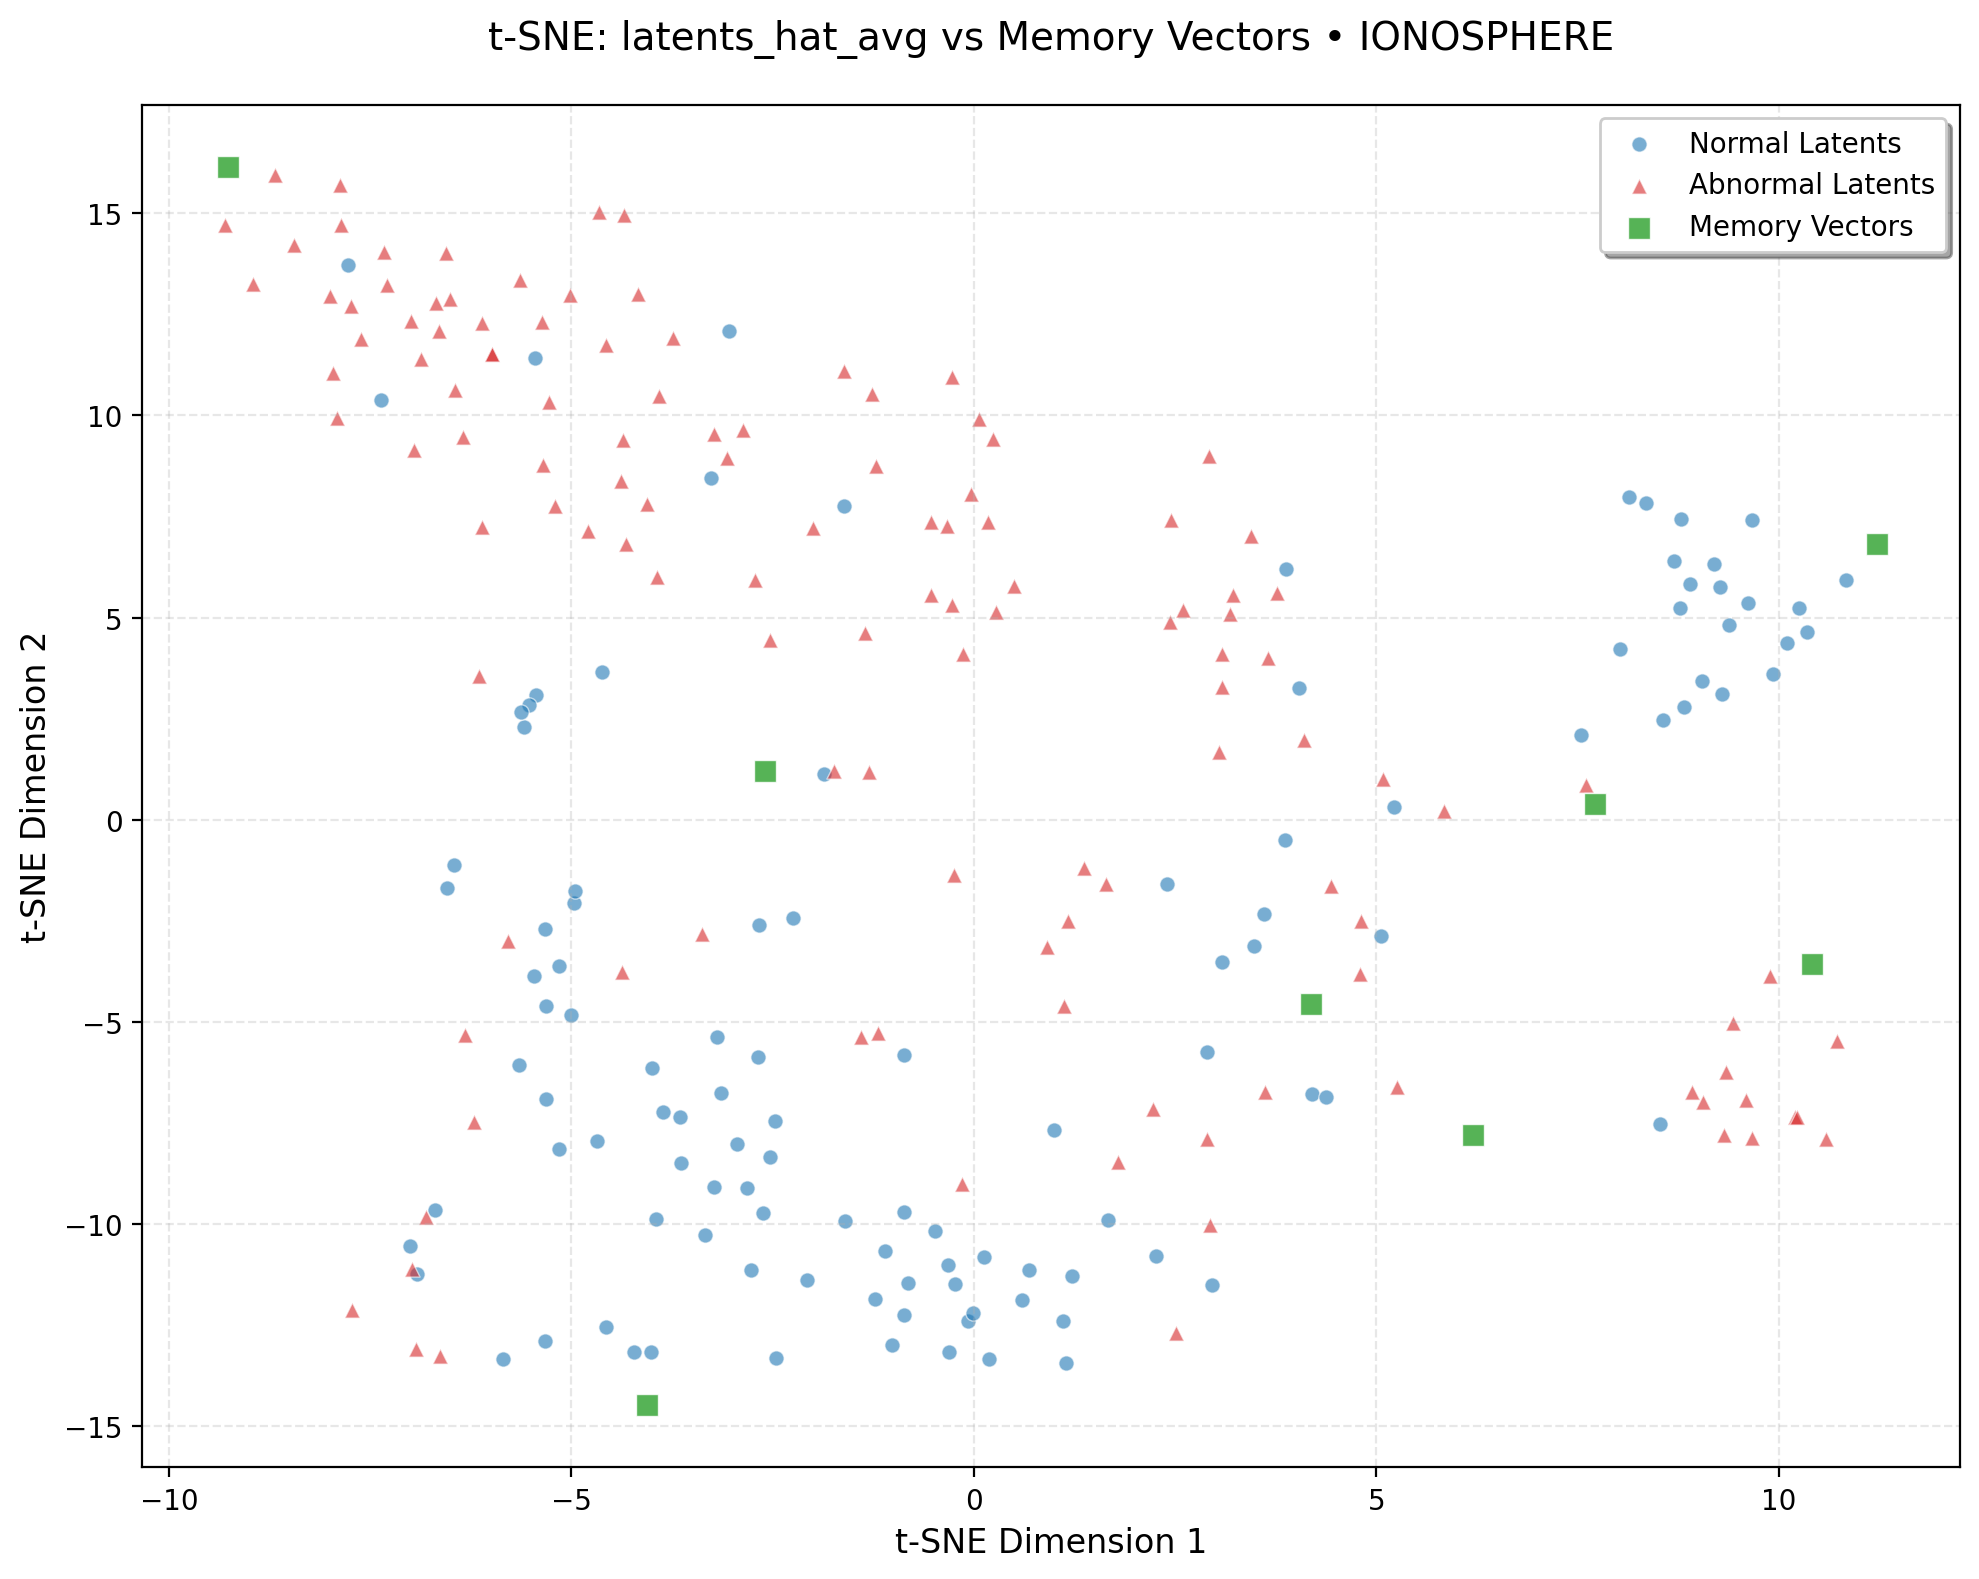 t-SNE: latents_hat_avg vs Memory Vectors • IONOSPHERE
Normal Latents
Abnormal Latents
Memory Vectors
t-SNE Dimension 2
15
10
5
0
−5
−10
−15
−10
−5
0
5
10
t-SNE Dimension 1